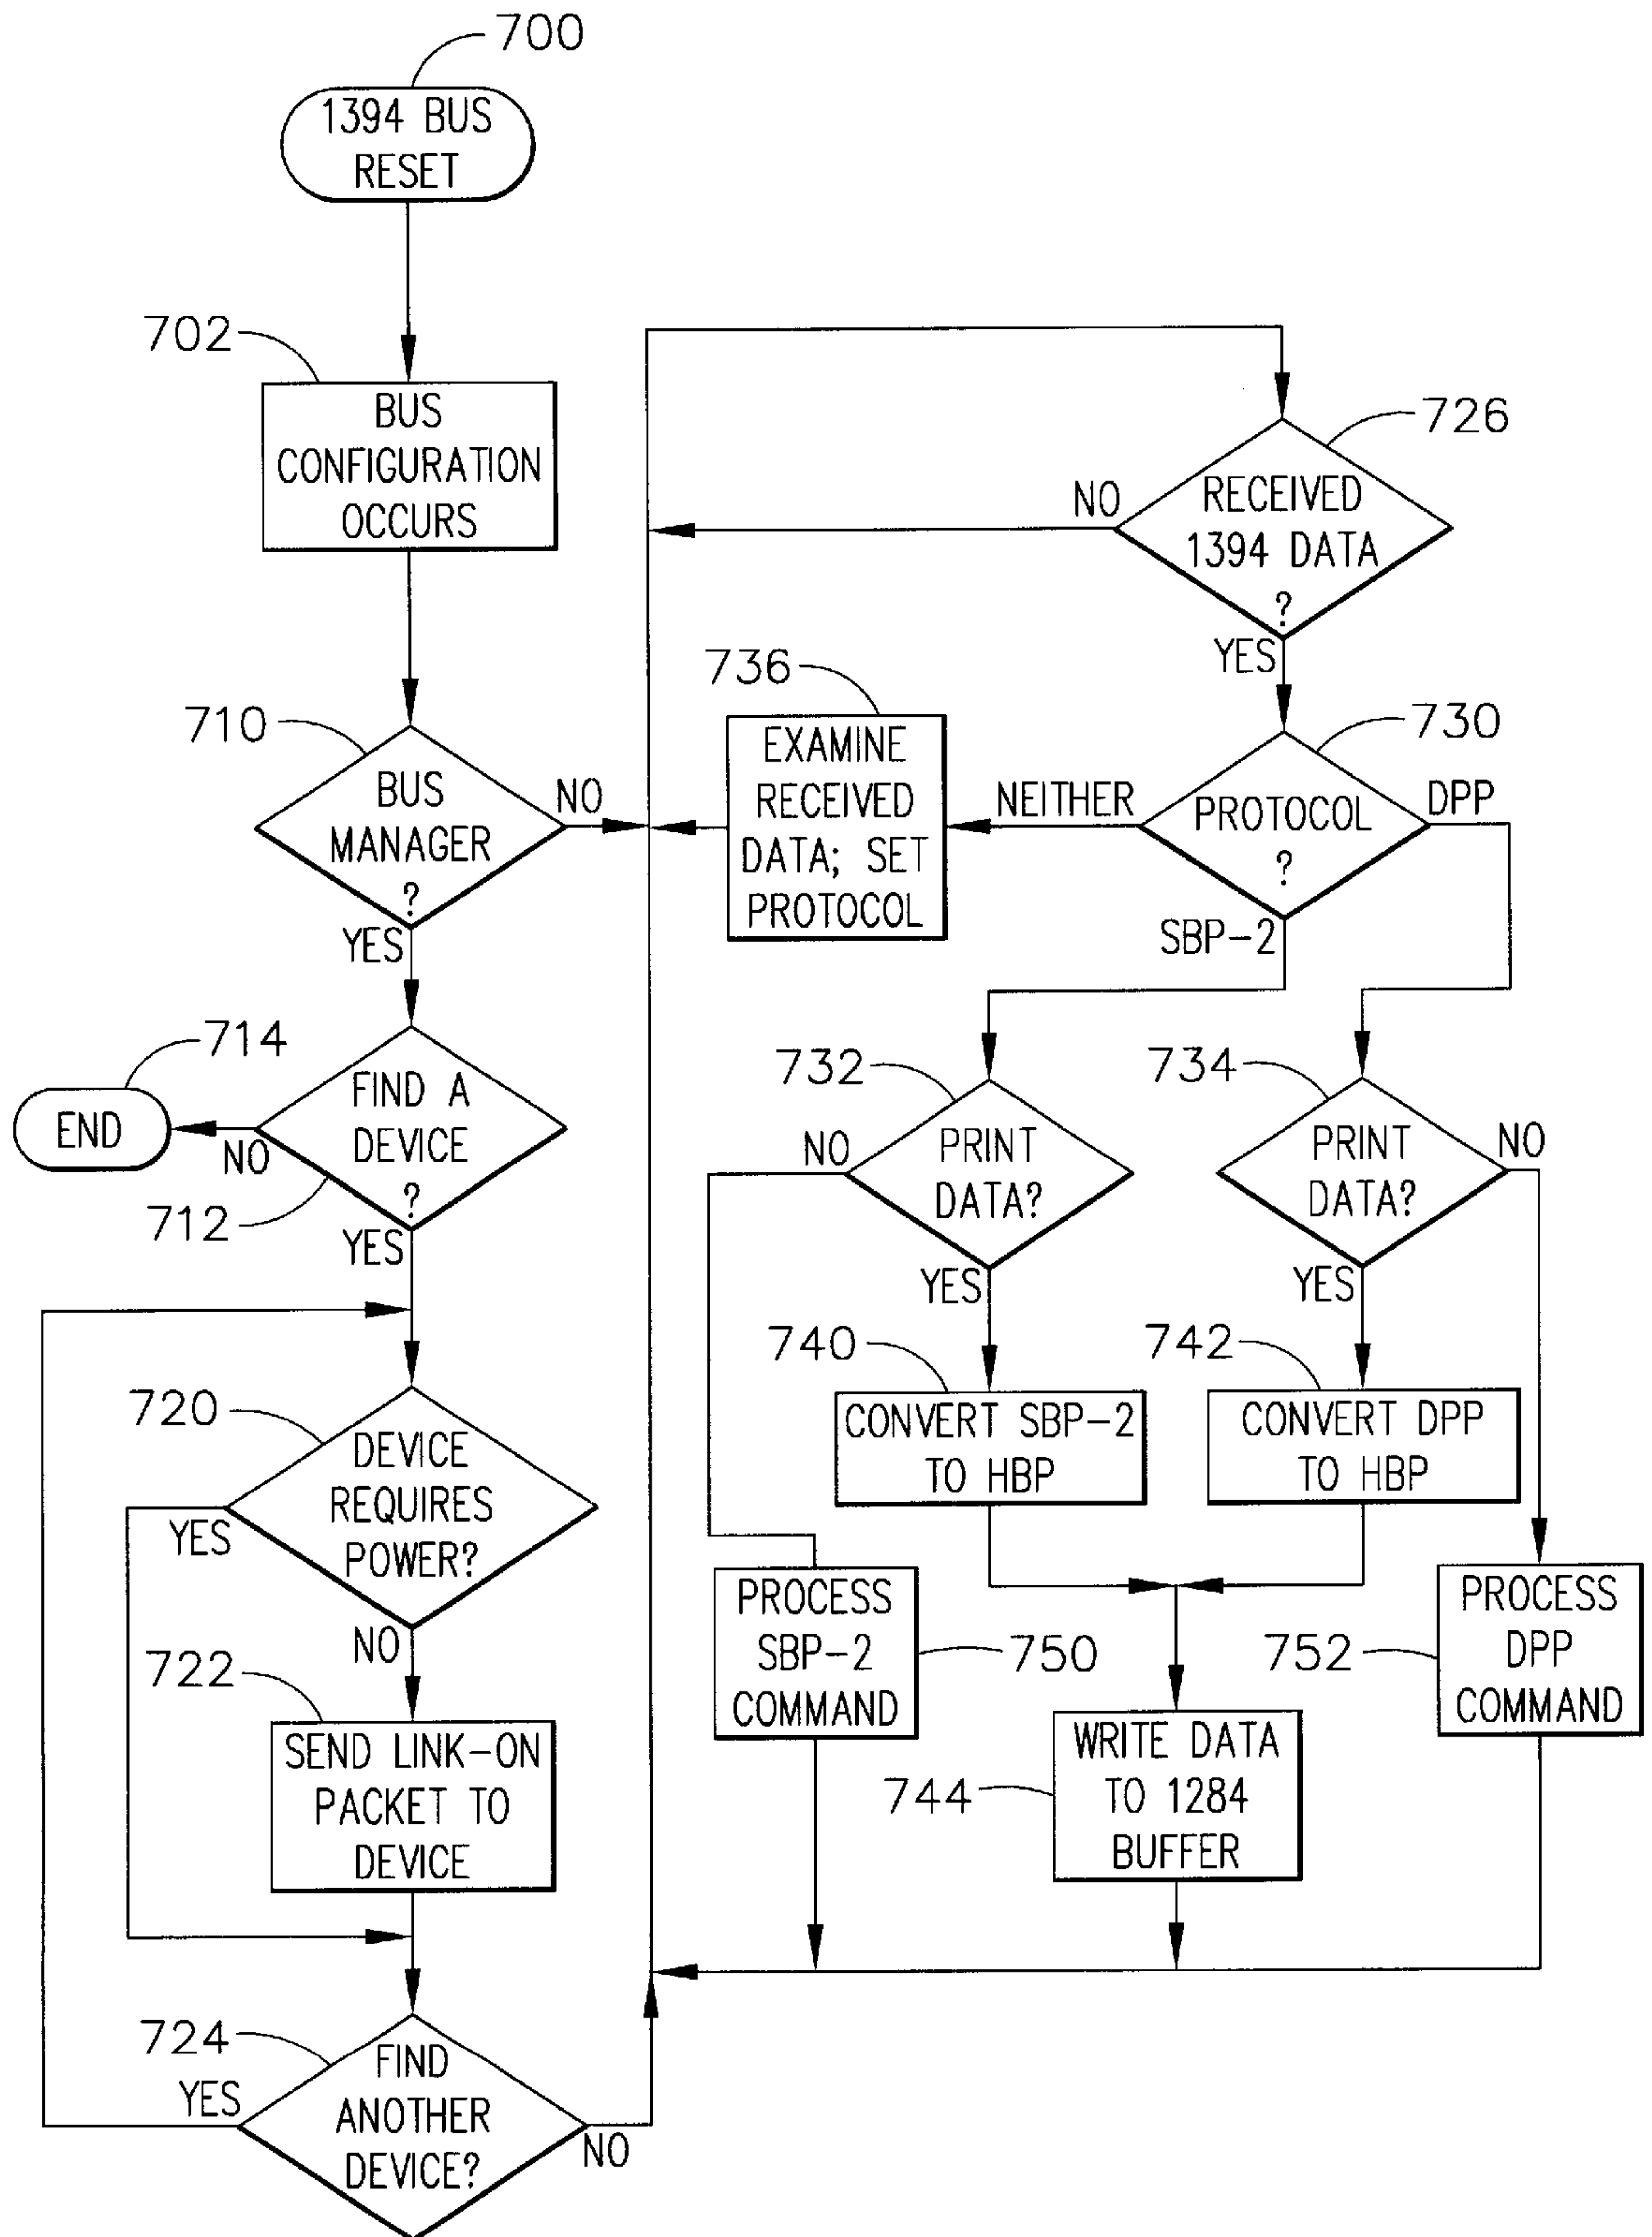 700
1394 BUS
RESET
702
BUS
CONFIGURATION
OCCURS
710
BUS
MANAGER
?
NO
YES
714
END
FIND A
DEVICE
?
NO
712
YES
720
DEVICE
REQUIRES
POWER?
YES
NO
722
SEND LINK-ON
PACKET TO
DEVICE
724
FIND
ANOTHER
DEVICE?
YES
NO
726
RECEIVED
1394 DATA
?
NO
YES
730
PROTOCOL
?
NEITHER
DPP
SBP-2
736
EXAMINE
RECEIVED
DATA; SET
PROTOCOL
732
PRINT
DATA?
NO
YES
734
PRINT
DATA?
NO
YES
740
CONVERT SBP-2
TO HBP
742
CONVERT DPP
TO HBP
PROCESS
SBP-2
COMMAND
750
752
PROCESS
DPP
COMMAND
744
WRITE DATA
TO 1284
BUFFER